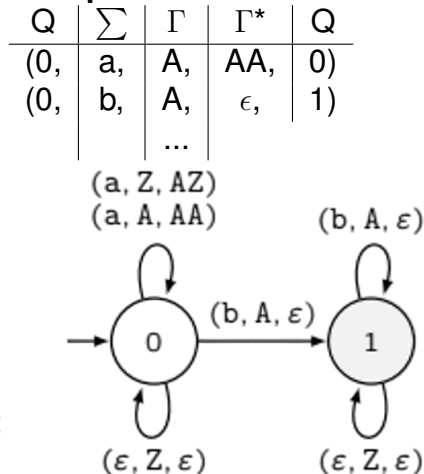 Q ∑ Γ Γ* Q
(0, a, A, AA, 0)
(0, b, A, ϵ, 1)
...
(a, Z, AZ)
(a, A, AA) (b, A, ε)
(b, A, ε)
0 1
(ε, Z, ε) (ε, Z, ε)